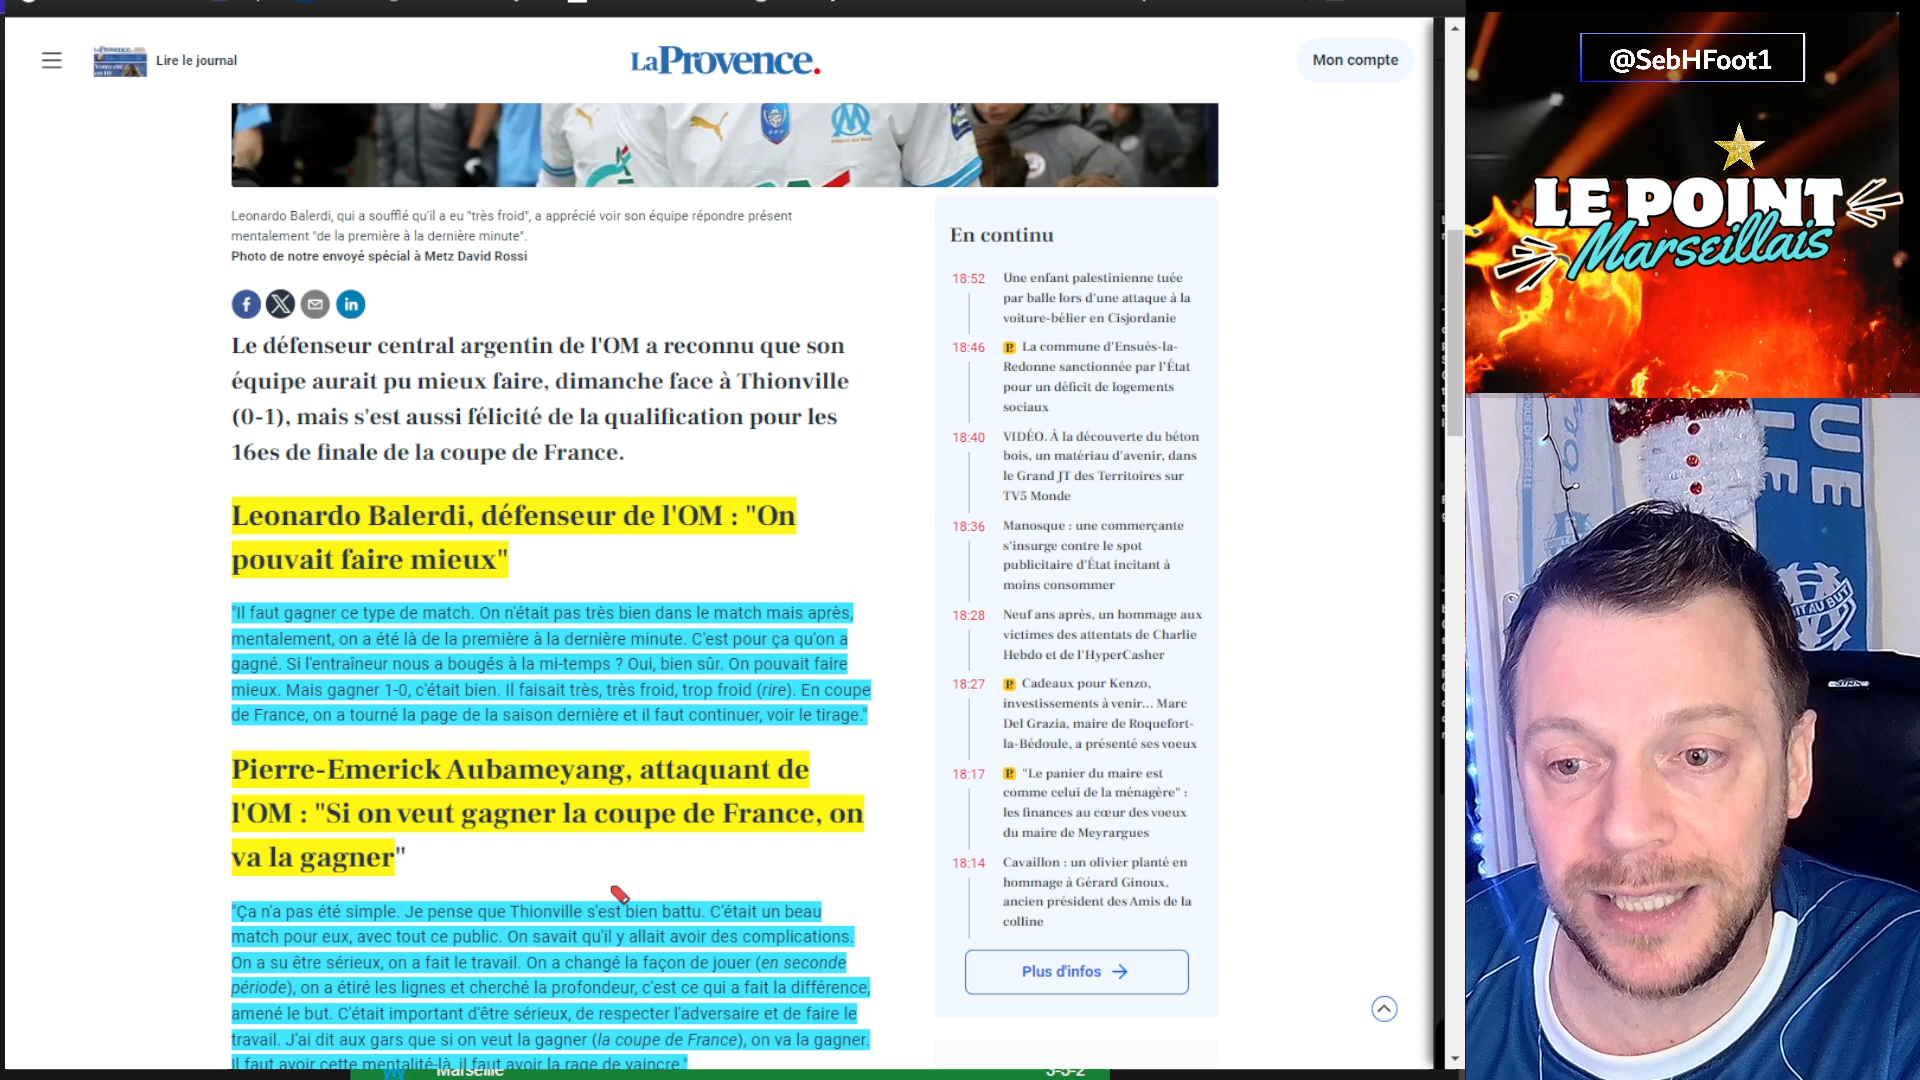 Lire le journal
LaProvence.
Mon compte
@SebHFoot1
LE POINT
Marseillais
Leonardo Balerdi, qui a soufflé qu'il a eu "très froid", a apprécié voir son équipe répondre présent
mentalement "de la première à la dernière minute".
Photo de notre envoyé spécial à Metz David Rossi
Le défenseur central argentin de l'OM a reconnu que son
équipe aurait pu mieux faire, dimanche face à Thionville
(0-1), mais s'est aussi félicité de la qualification pour les
16es de finale de la coupe de France.
Leonardo Balerdi, défenseur de l'OM : "On
pouvait faire mieux"
"Il faut gagner ce type de match. On n'était pas très bien dans le match mais après,
mentalement, on a été là de la première à la dernière minute. C'est pour ça qu'on a
gagné. Si l'entraîneur nous a bougés à la mi-temps ? Oui, bien sûr. On pouvait faire
mieux. Mais gagner 1-0, c'était bien. Il faisait très, très froid, trop froid (rire). En coupe
de France, on a tourné la page de la saison dernière et il faut continuer, voir le tirage."
Pierre-Emerick Aubameyang, attaquant de
l'OM : "Si on veut gagner la coupe de France, on
va la gagner"
"Ça n'a pas été simple. Je pense que Thionville s'est bien battu. C'était un beau
match pour eux, avec tout ce public. On savait qu'il y allait avoir des complications.
On a su être sérieux, on a fait le travail. On a changé la façon de jouer (en seconde
période), on a étiré les lignes et cherché la profondeur, c'est ce qui a fait la différence,
amené le but. C'était important d'être sérieux, de respecter l'adversaire et de faire le
travail. J'ai dit aux gars que si on veut la gagner (la coupe de France), on va la gagner.
Il faut avoir cette mentalité-là, il faut avoir la rage de vaincre."
En continu
18:52
Une enfant palestinienne tuée
par balle lors d'une attaque à la
voiture-bélier en Cisjordanie
18:46
La commune d'Ensuès-la-
Redonne sanctionnée par l'État
pour un déficit de logements
sociaux
18:40
VIDÉO. À la découverte du béton
bois, un matériau d'avenir, dans
le Grand JT des Territoires sur
TV5 Monde
18:36
Manosque : une commerçante
s'insurge contre le spot
publicitaire d'État incitant à
moins consommer
18:28
Neuf ans après, un hommage aux
victimes des attentats de Charlie
Hebdo et de l'HyperCasher
18:27
Cadeaux pour Kenzo,
investissements à venir... Marc
Del Grazia, maire de Roquefort-
la-Bédoule, a présenté ses voeux
18:17
"Le panier du maire est
comme celui de la ménagère" :
les finances au cœur des voeux
du maire de Meyrargues
18:14
Cavaillon : un olivier planté en
hommage à Gérard Ginoux,
ancien président des Amis de la
colline
Plus d'infos
Marseille
3-5-2